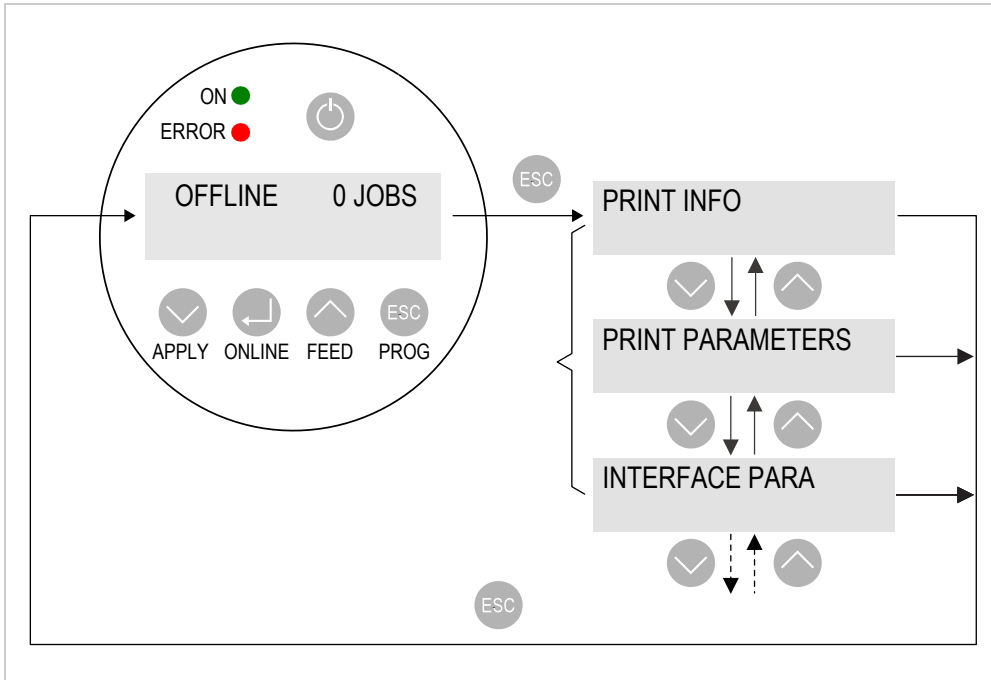 ON
ERROR
OFFLINE 0 JOBS
ESC
APPLY ONLINE FEED PROG
ESC
PRINT INFO
PRINT PARAMETERS
INTERFACE PARA
ESC